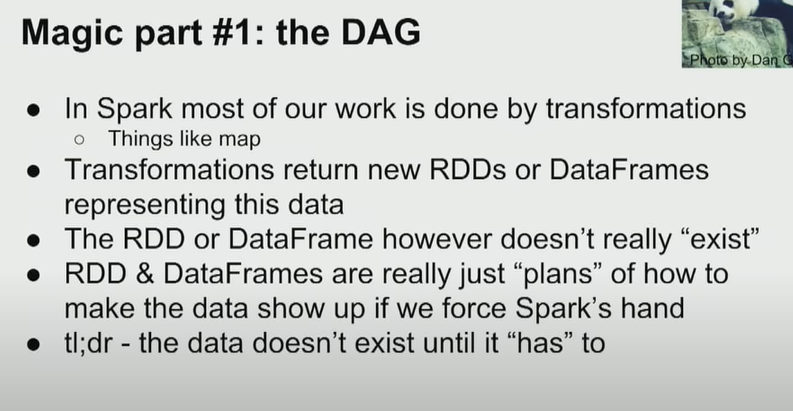 Magic part #1: the DAG
Photo by Dan G
● In Spark most of our work is done by transformations
○ Things like map
● Transformations return new RDDs or DataFrames
representing this data
● The RDD or DataFrame however doesn’t really “exist”
● RDD & DataFrames are really just “plans” of how to
make the data show up if we force Spark’s hand
● tl;dr - the data doesn’t exist until it “has” to